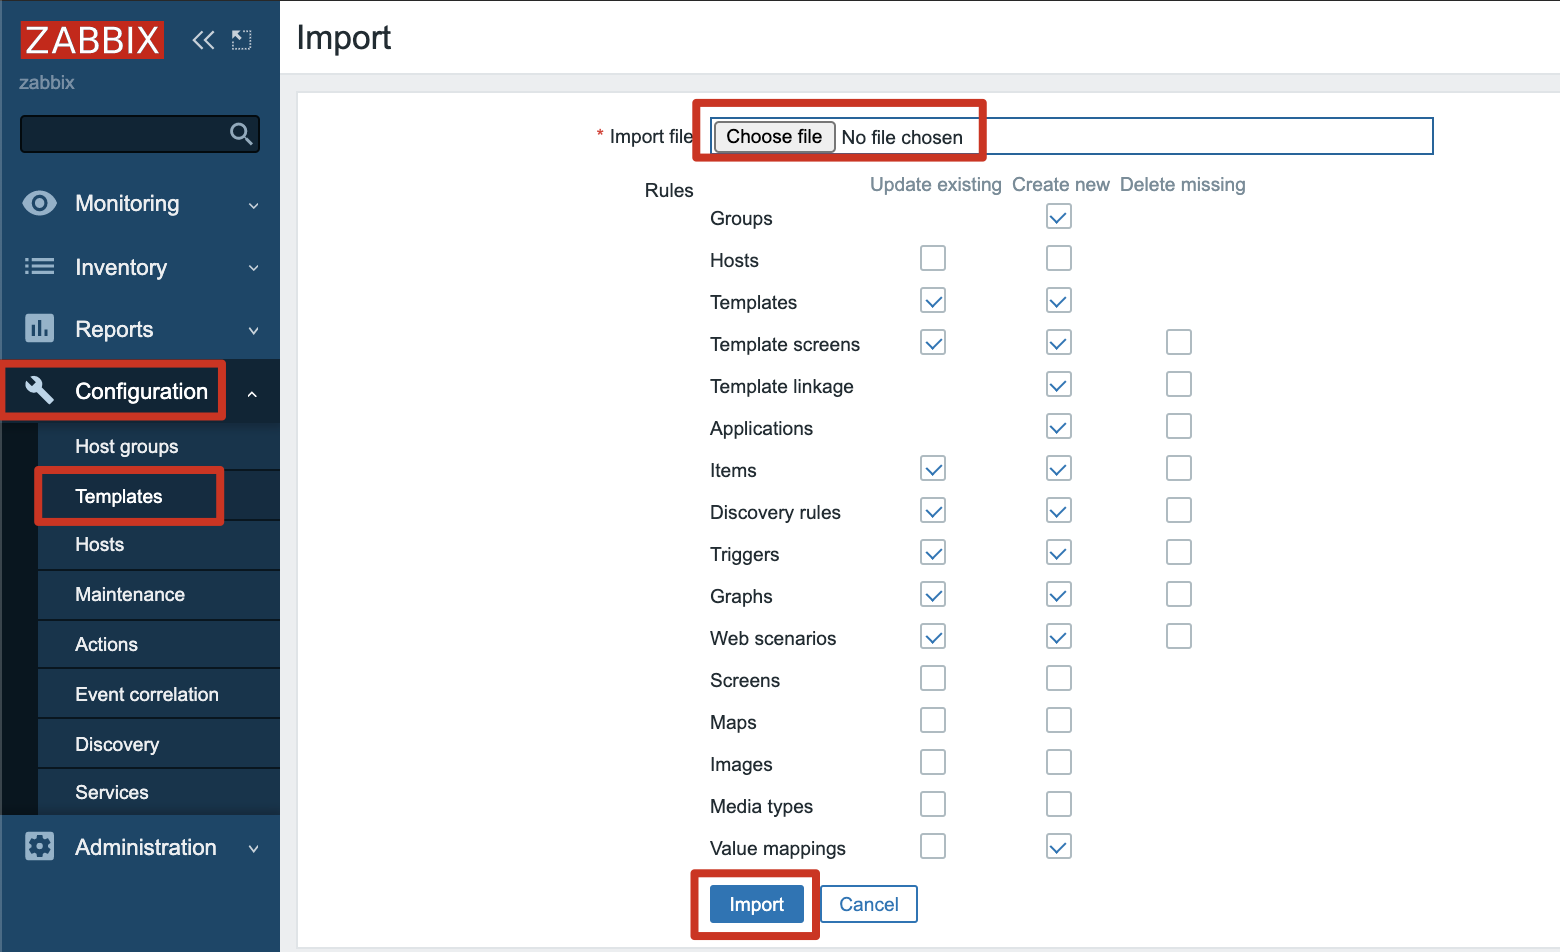 ZABBIX
zabbix
Monitoring
Inventory
Reports
Configuration
Host groups
Templates
Hosts
Maintenance
Actions
Event correlation
Discovery
Services
Administration
Import
* Import file Choose file No file chosen
Rules Update existing Create new Delete missing
Groups
Hosts
Templates
Template screens
Template linkage
Applications
Items
Discovery rules
Triggers
Graphs
Web scenarios
Screens
Maps
Images
Media types
Value mappings
Import Cancel